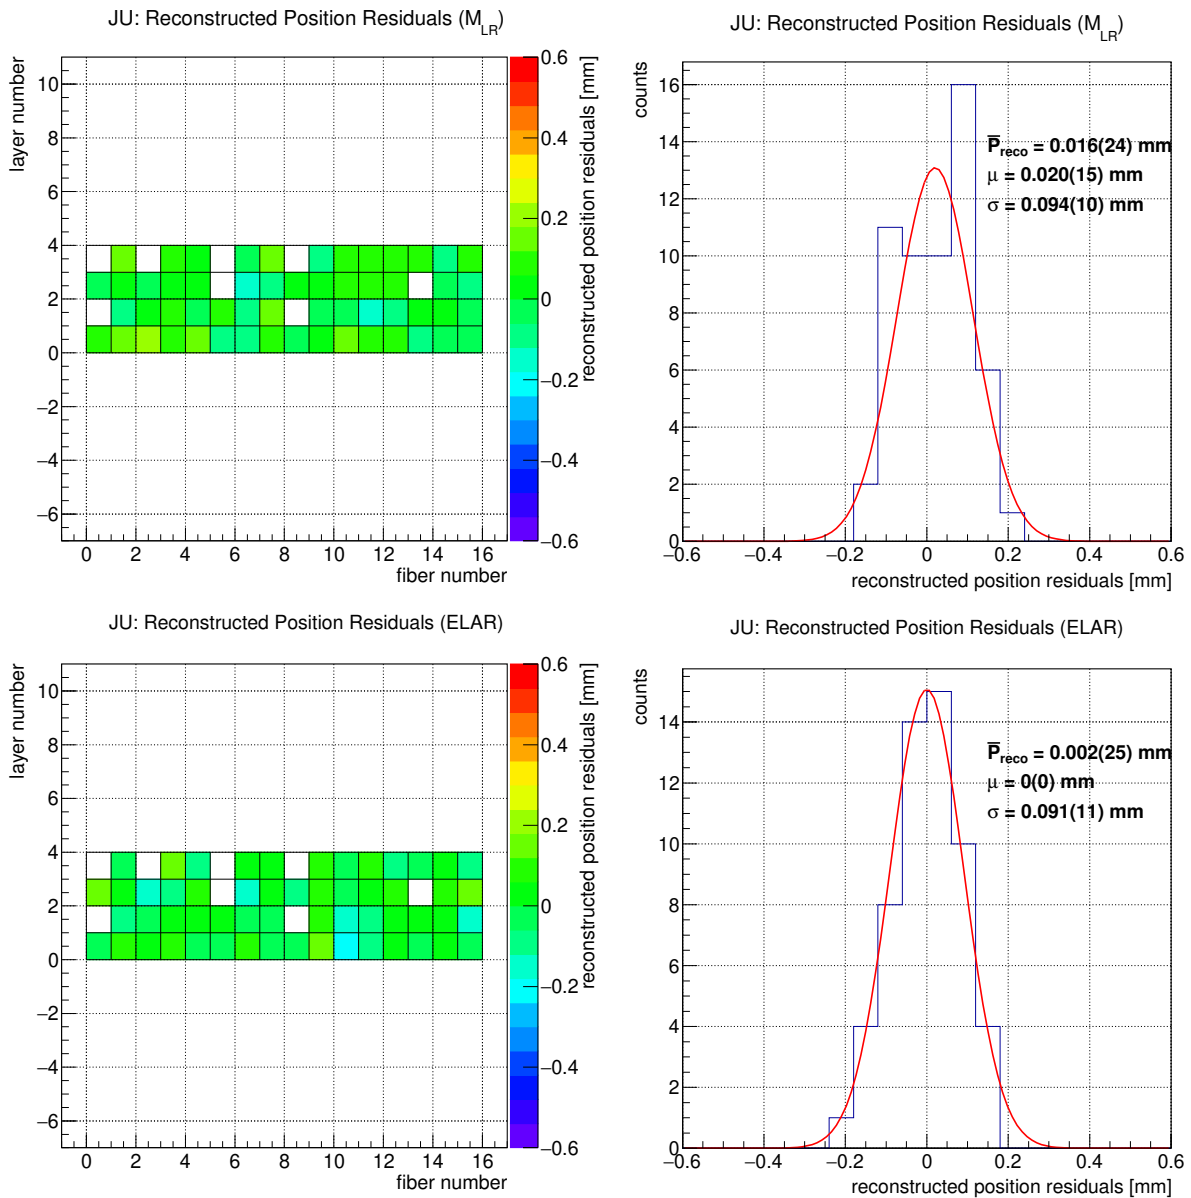 JU: Reconstructed Position Residuals (M_LR)
layer number
10
8
6
4
2
0
−2
−4
−6
0 2 4 6 8 10 12 14 16
fiber number
0.6
0.4
0.2
0
−0.2
−0.4
−0.6
reconstructed position residuals [mm]
JU: Reconstructed Position Residuals (M_LR)
counts
16
14
12
10
8
6
4
2
0
P̅_reco = 0.016(24) mm
μ = 0.020(15) mm
σ = 0.094(10) mm
−0.6 −0.4 −0.2 0 0.2 0.4 0.6
reconstructed position residuals [mm]
JU: Reconstructed Position Residuals (ELAR)
layer number
10
8
6
4
2
0
−2
−4
−6
0 2 4 6 8 10 12 14 16
fiber number
0.6
0.4
0.2
0
−0.2
−0.4
−0.6
reconstructed position residuals [mm]
JU: Reconstructed Position Residuals (ELAR)
counts
14
12
10
8
6
4
2
0
P̅_reco = 0.002(25) mm
μ = 0(0) mm
σ = 0.091(11) mm
−0.6 −0.4 −0.2 0 0.2 0.4 0.6
reconstructed position residuals [mm]